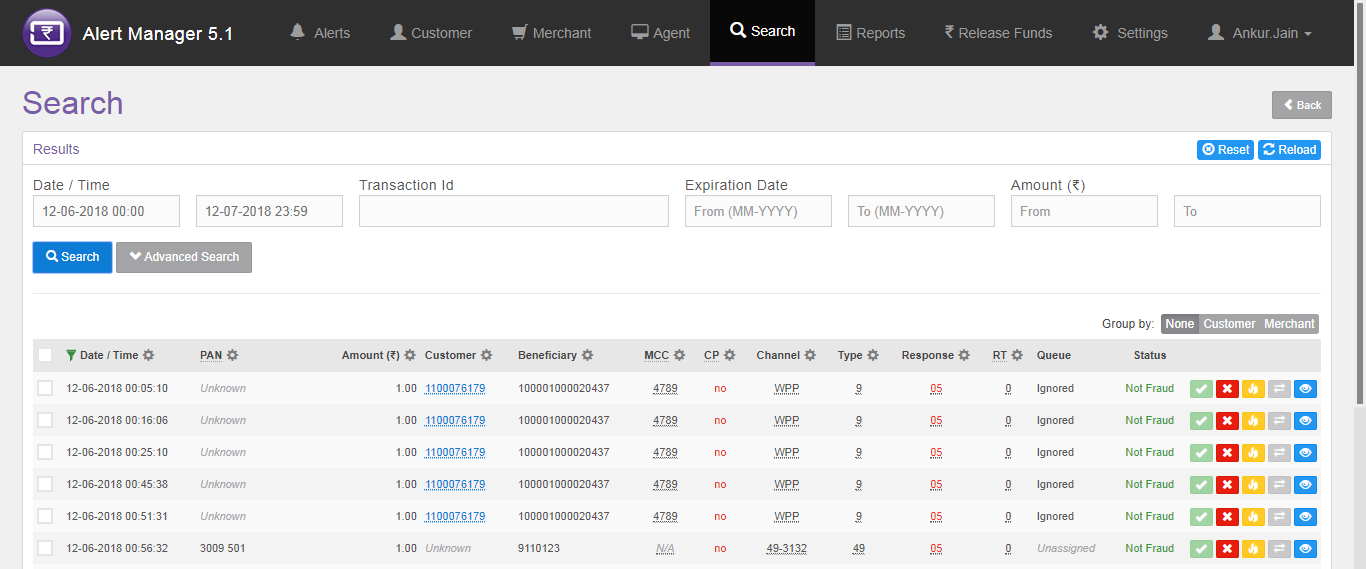 Alert Manager 5.1 Alerts Customer Merchant Agent Search Reports ₹ Release Funds Settings Ankur.Jain
Search
Back
Results Reset Reload
Date / Time Transaction Id Expiration Date Amount (₹)
12-06-2018 00:00 12-07-2018 23:59 From (MM-YYYY) To (MM-YYYY) From To
Search Advanced Search
Group by: None Customer Merchant
Date / Time PAN Amount (₹) Customer Beneficiary MCC CP Channel Type Response RT Queue Status
12-06-2018 00:05:10 Unknown 1.00 1100076179 100001000020437 4789 no WPP 9 05 0 Ignored Not Fraud
12-06-2018 00:16:06 Unknown 1.00 1100076179 100001000020437 4789 no WPP 9 05 0 Ignored Not Fraud
12-06-2018 00:25:10 Unknown 1.00 1100076179 100001000020437 4789 no WPP 9 05 0 Ignored Not Fraud
12-06-2018 00:45:38 Unknown 1.00 1100076179 100001000020437 4789 no WPP 9 05 0 Ignored Not Fraud
12-06-2018 00:51:31 Unknown 1.00 1100076179 100001000020437 4789 no WPP 9 05 0 Ignored Not Fraud
12-06-2018 00:56:32 3009 501 1.00 Unknown 9110123 N/A no 49-3132 49 05 0 Unassigned Not Fraud